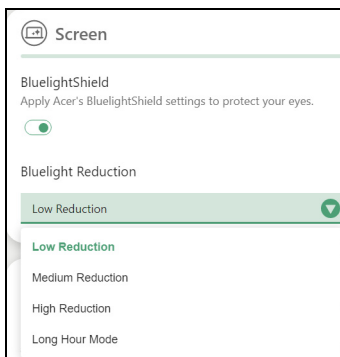 Screen
BluelightShield
Apply Acer's BluelightShield settings to protect your eyes.
Bluelight Reduction
Low Reduction
Low Reduction
Medium Reduction
High Reduction
Long Hour Mode